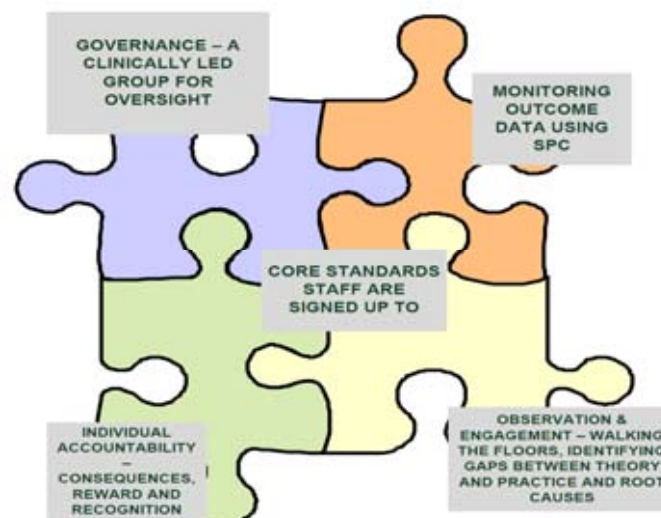 GOVERNANCE – A
CLINICALLY LED
GROUP FOR
OVERSIGHT
MONITORING
OUTCOME
DATA USING
SPC
CORE STANDARDS
STAFF ARE
SIGNED UP TO
INDIVIDUAL
ACCOUNTABILITY
–
CONSEQUENCES,
REWARD AND
RECOGNITION
OBSERVATION &
ENGAGEMENT – WALKING
THE FLOORS, IDENTIFYING
GAPS BETWEEN THEORY
AND PRACTICE AND ROOT
CAUSES